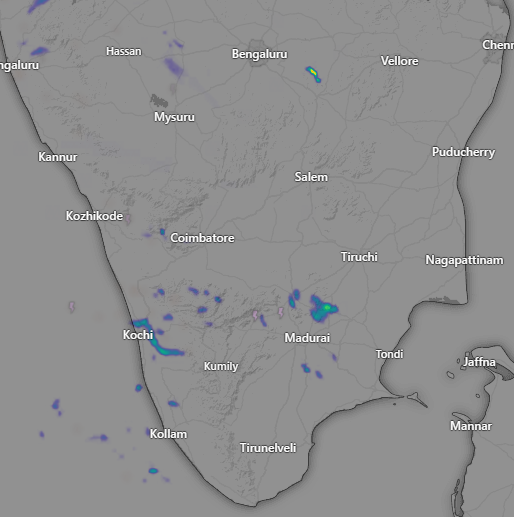 Hassan
Bengaluru
Chenn
ngaluru
Vellore
Mysuru
Kannur
Puducherry
Salem
Kozhikode
Coimbatore
Tiruchi
Nagapattinam
Kochi
Madurai
Tondi
Jaffna
Kumily
Mannar
Kollam
Tirunelveli